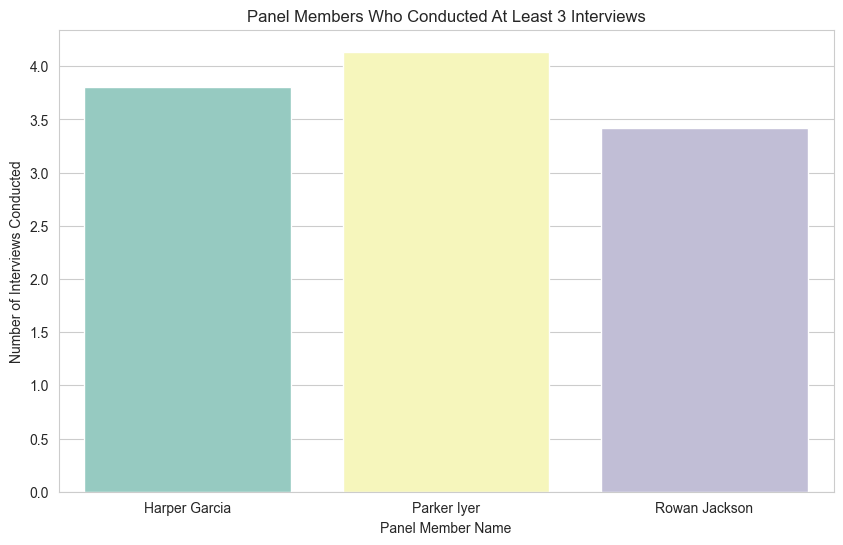 Panel Members Who Conducted At Least 3 Interviews
Number of Interviews Conducted
4.0
3.5
3.0
2.5
2.0
1.5
1.0
0.5
0.0
Harper Garcia
Parker Iyer
Rowan Jackson
Panel Member Name